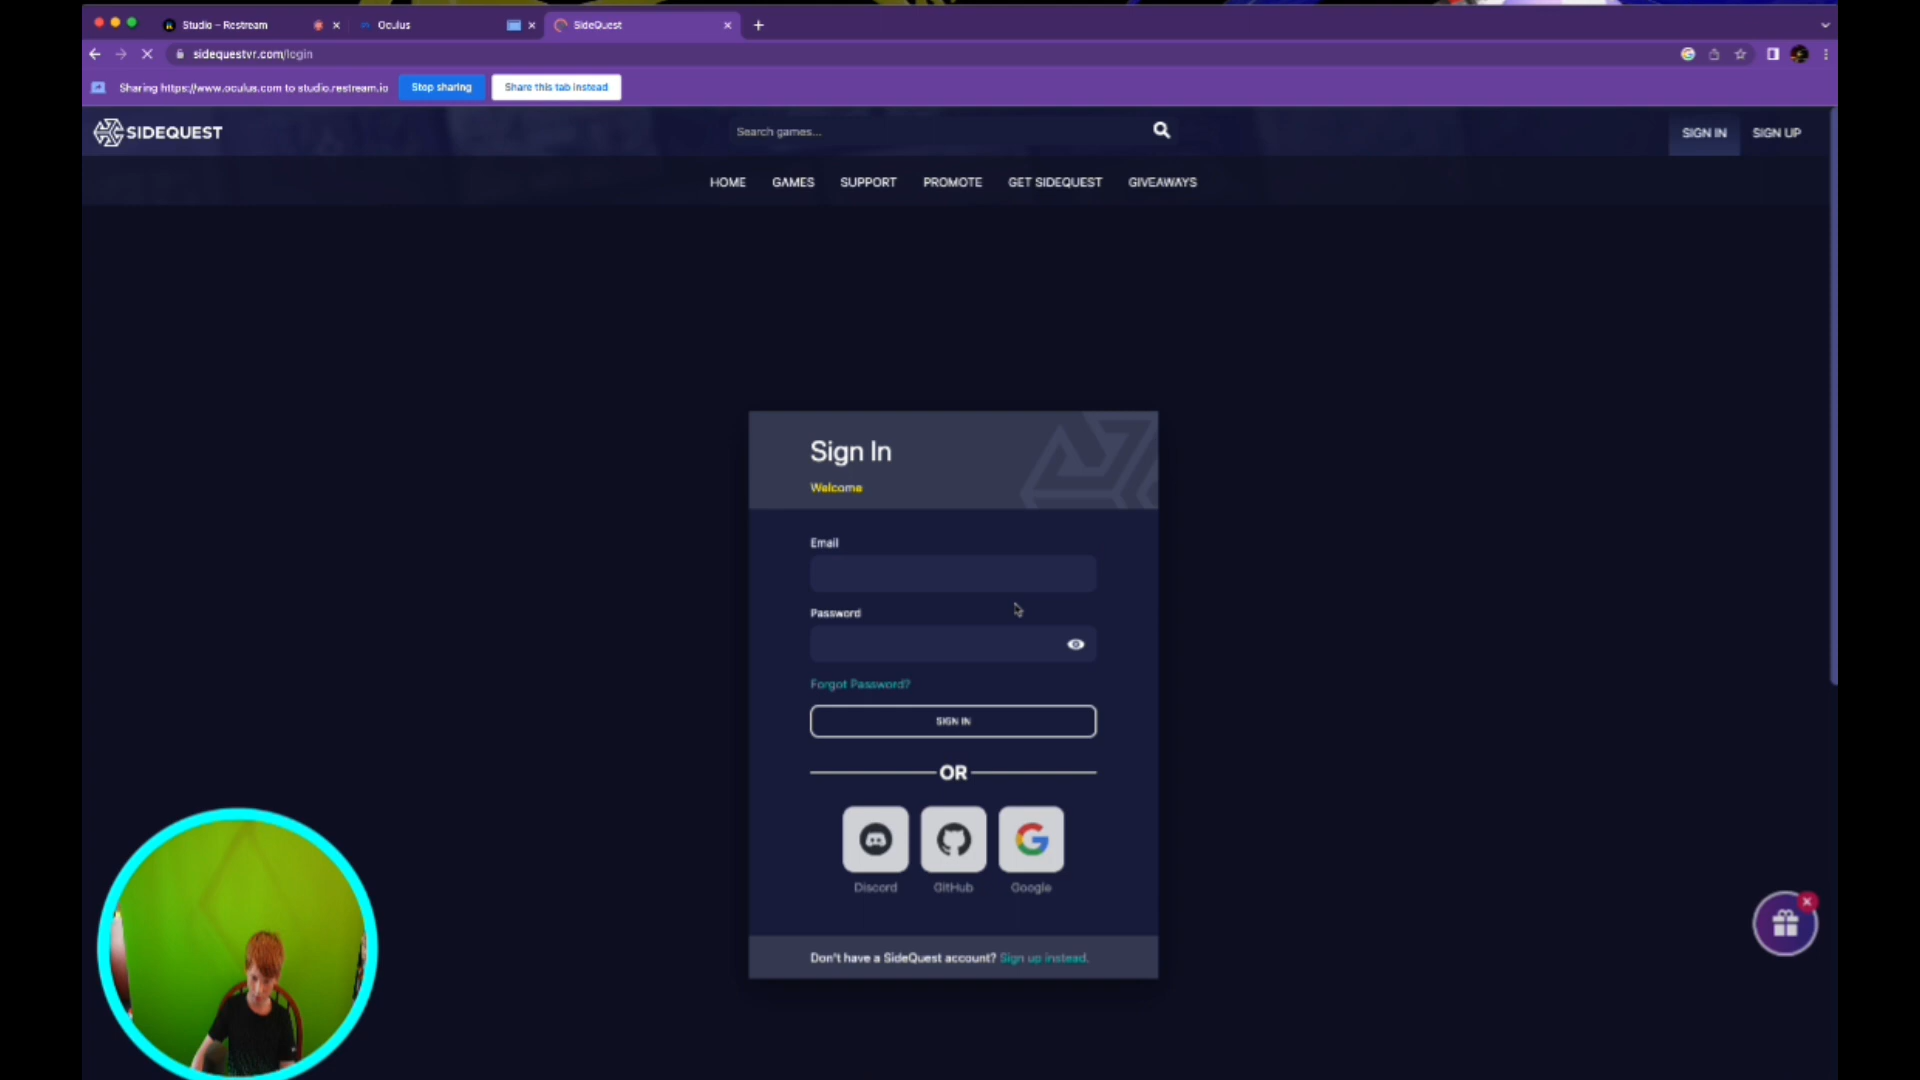 Studio – Restream
Oculus
SideQuest
sidequestvr.com/login
Sharing https://www.oculus.com to studio.restream.io
Stop sharing
Share this tab instead
SIDEQUEST
Search games...
SIGN IN
SIGN UP
HOME
GAMES
SUPPORT
PROMOTE
GET SIDEQUEST
GIVEAWAYS
Sign In
Welcome
Email
Password
Forgot Password?
SIGN IN
OR
Discord
GitHub
Google
Don't have a SideQuest account? Sign up instead.